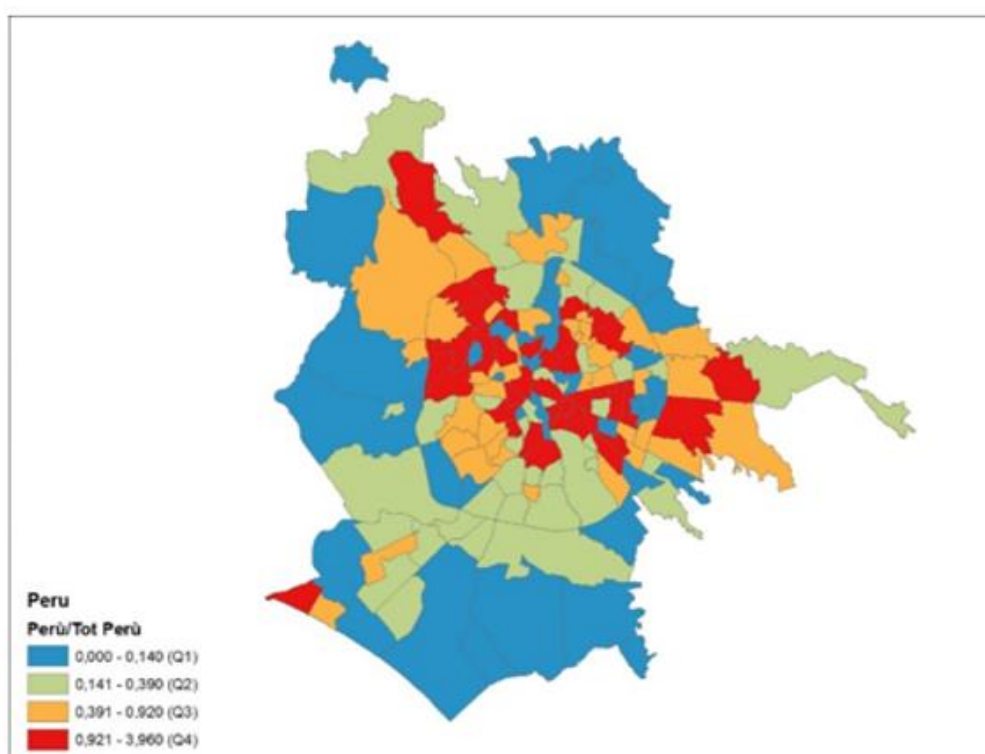 Peru
Perù/Tot Perù
0,000 - 0,140 (Q1)
0,141 - 0,390 (Q2)
0,391 - 0,920 (Q3)
0,921 - 3,960 (Q4)